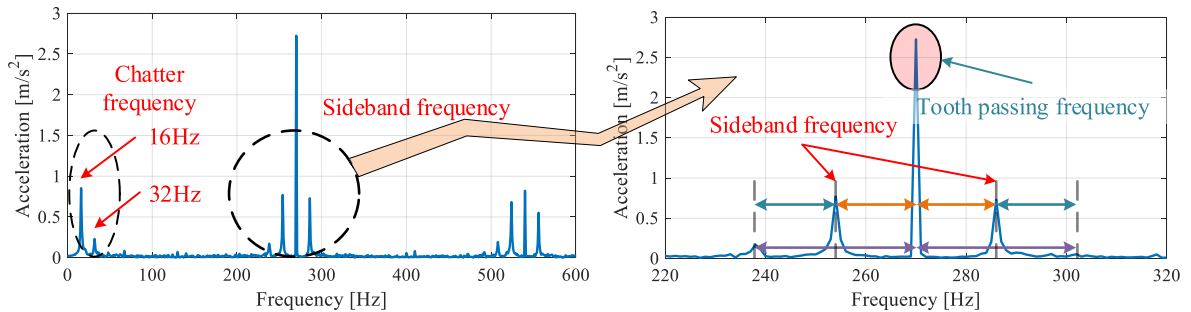 3
2.5
2
1.5
1
0.5
0
Acceleration [m/s²]
Chatter
frequency
16Hz
32Hz
Sideband frequency
0 100 200 300 400 500 600
Frequency [Hz]
3
2.5
2
1.5
1
0.5
0
Acceleration [m/s²]
Tooth passing frequency
Sideband frequency
220 240 260 280 300 320
Frequency [Hz]